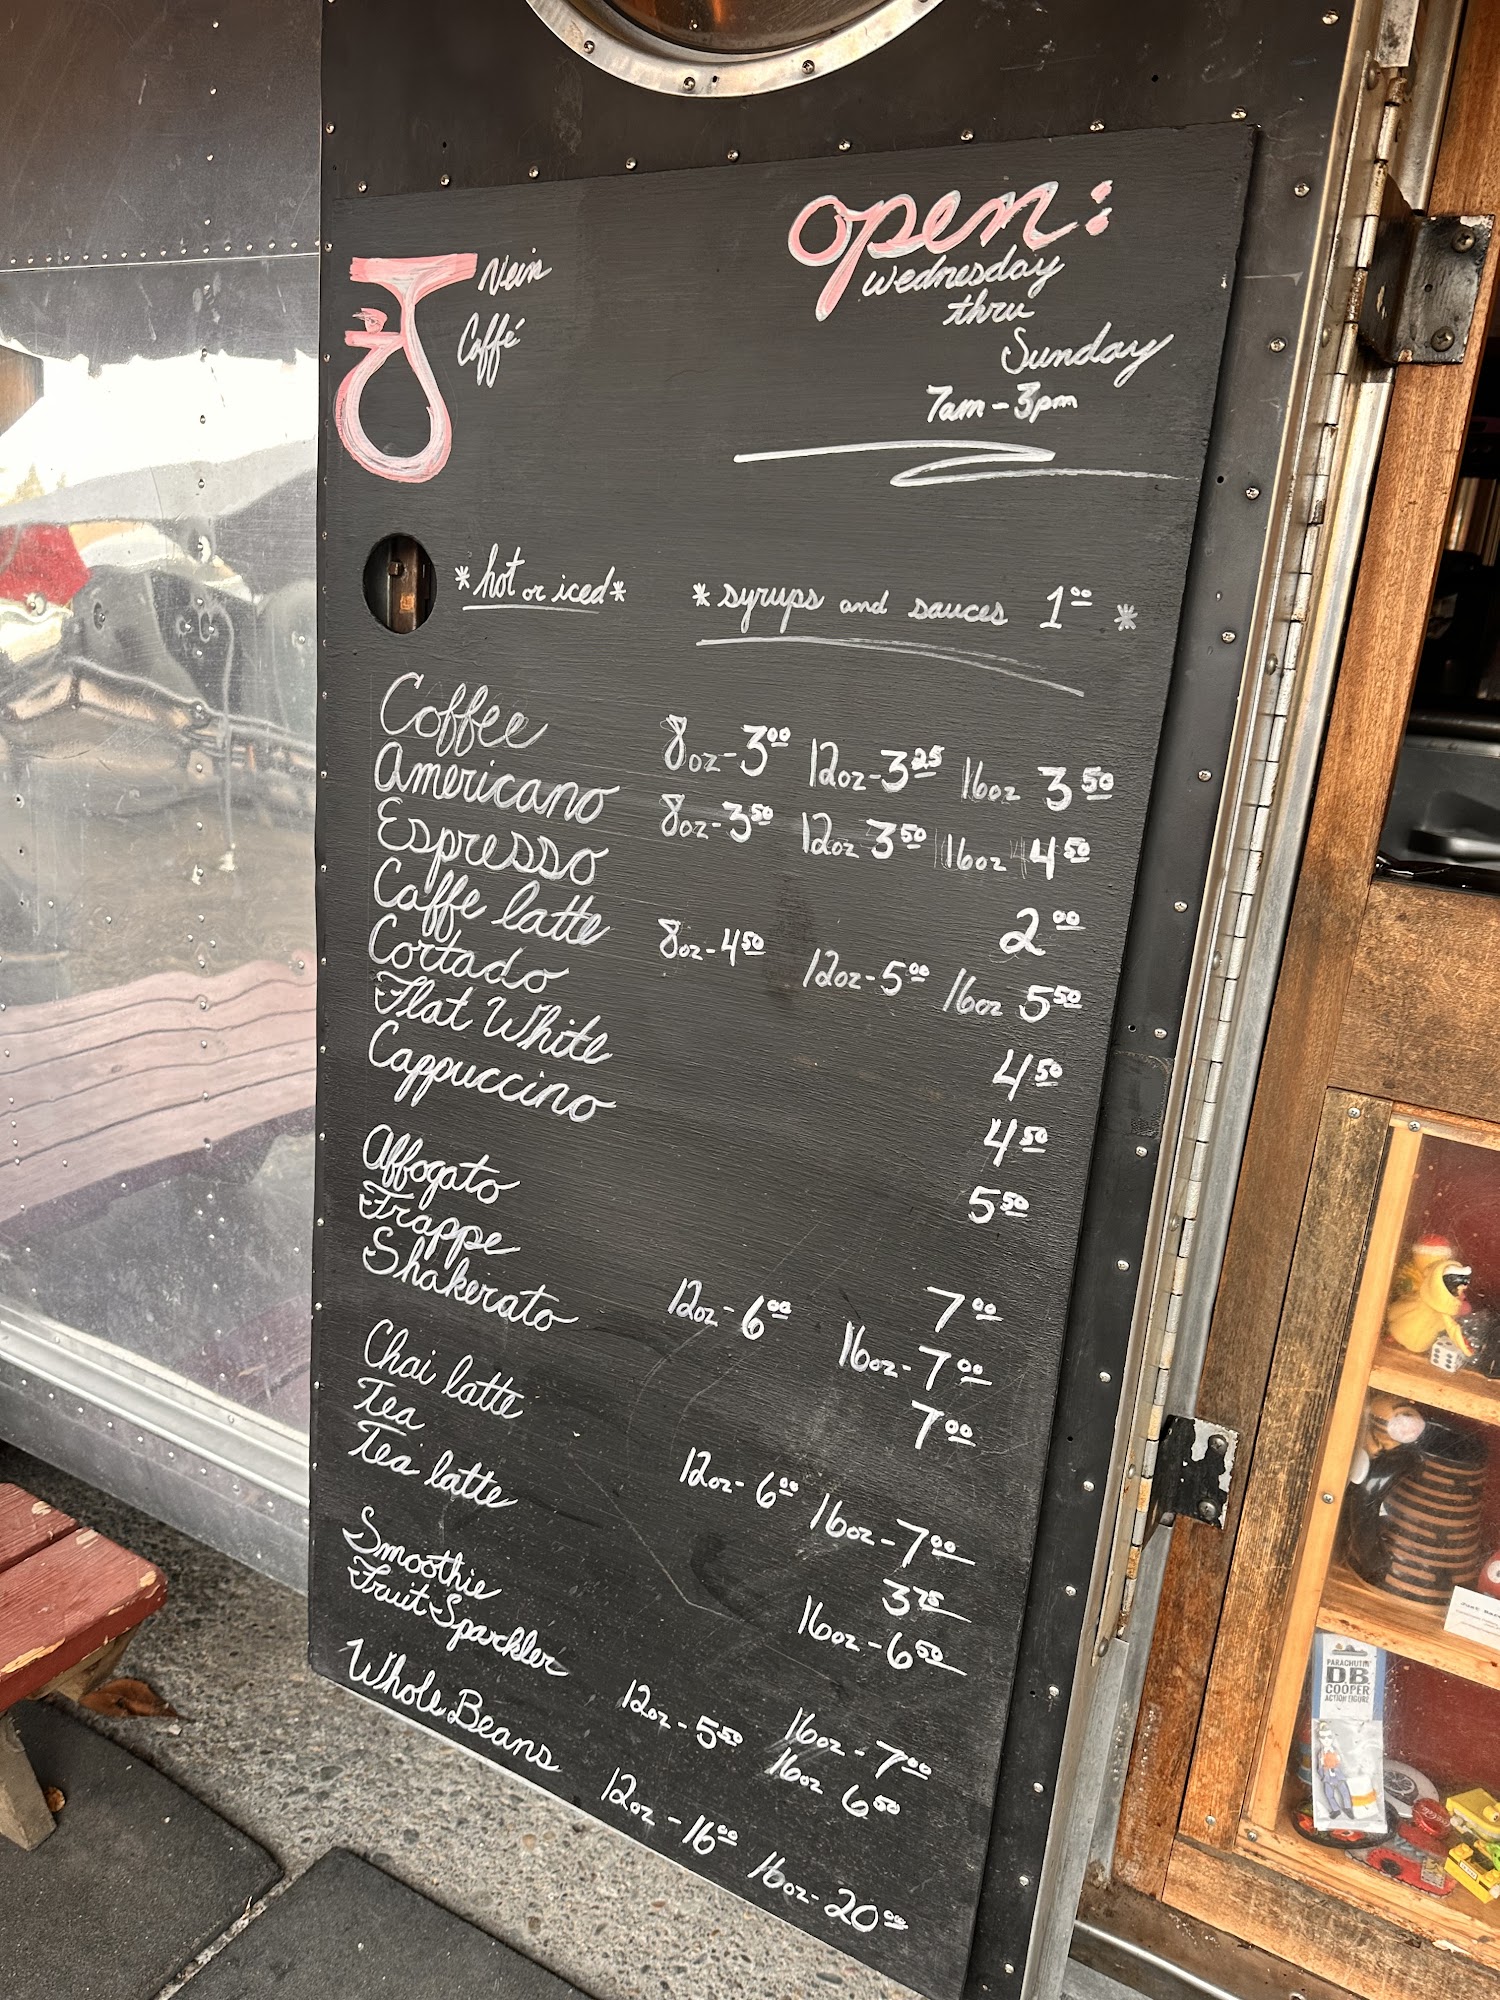 Nein
Caffé
open:
wednesday
thru
Sunday
7am - 3pm
*hot or iced*
*syrups and sauces 1.00 *
Coffee 8oz-3.00 12oz-3.25 16oz 3.50
Americano 8oz-3.50 12oz 3.50 16oz 4.50
Espresso 2.00
Caffe latte 8oz-4.50 12oz-5.00 16oz 5.50
Cortado 4.50
Flat White 4.50
Cappuccino 5.50
Affogato 7.00
Frappe 12oz-6.00 16oz-7.00
Shakerato 7.00
Chai latte 12oz-6.00 16oz-7.00
Tea 3.25
Tea latte 16oz-6.50
Smoothie 16oz-7.00
Fruit Sparkler 12oz-5.50 16oz 6.50
Whole Beans 12oz-16.00 16oz-20.00
PARACHUTIN'
D.B.
COOPER
ACTION FIGURE